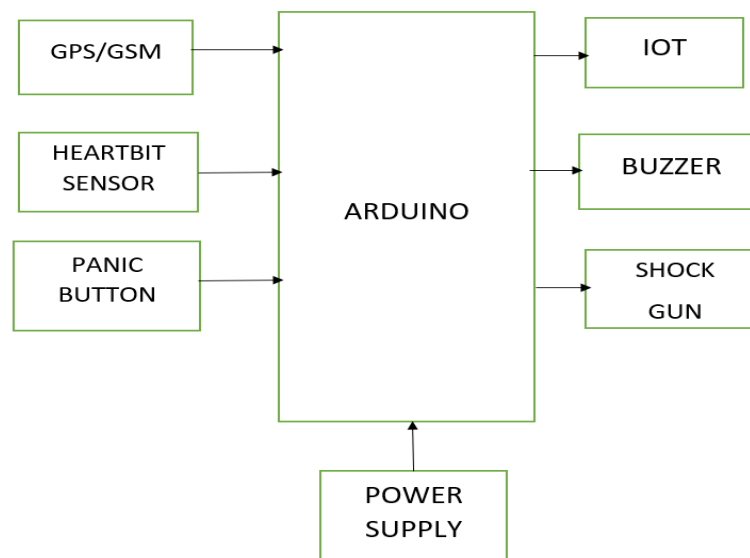 GPS/GSM
HEARTBIT
SENSOR
PANIC
BUTTON
ARDUINO
IOT
BUZZER
SHOCK
GUN
POWER
SUPPLY